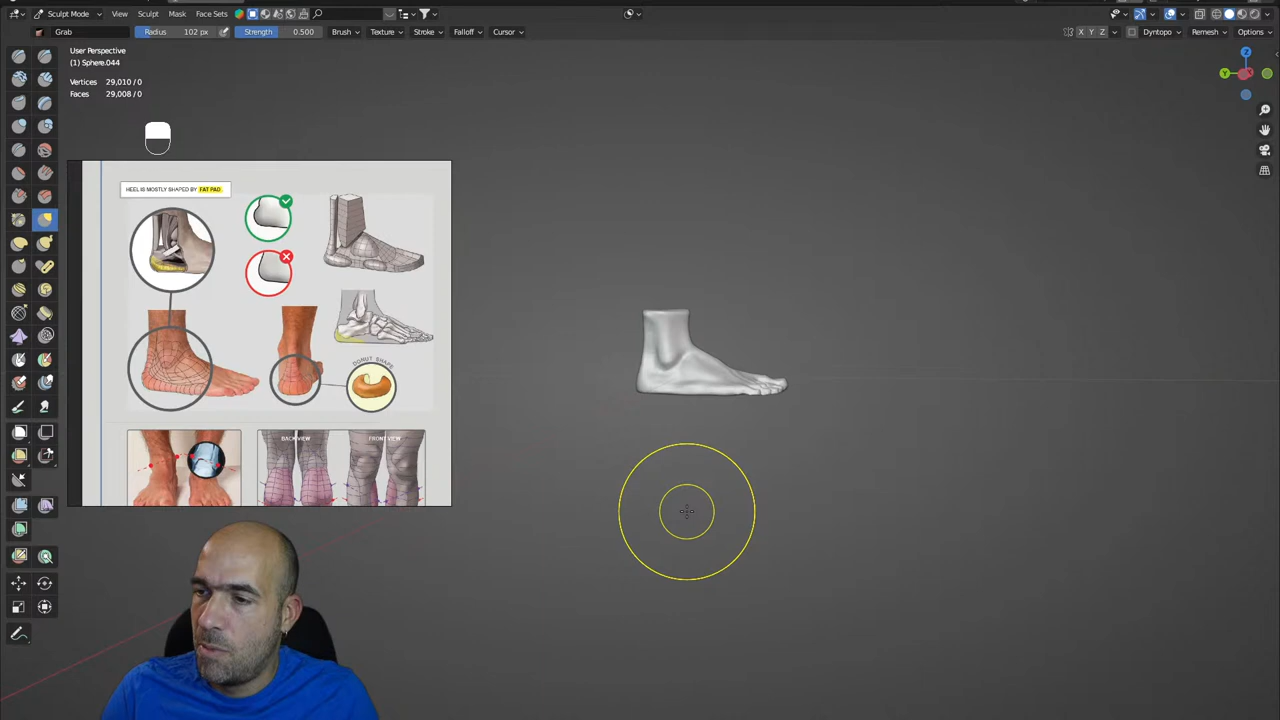 Sculpt Mode View Sculpt Mask Face Sets
Grab Radius 102 px Strength 0.500 Brush Texture Stroke Falloff Cursor X Y Z Dyntopo Remesh Options
User Perspective
(1) Sphere.044
Vertices 29,010 / 0
Faces 29,008 / 0
Z
Y
HEEL IS MOSTLY SHAPED BY FAT PAD
DONUT SHAPE
BACK VIEW FRONT VIEW